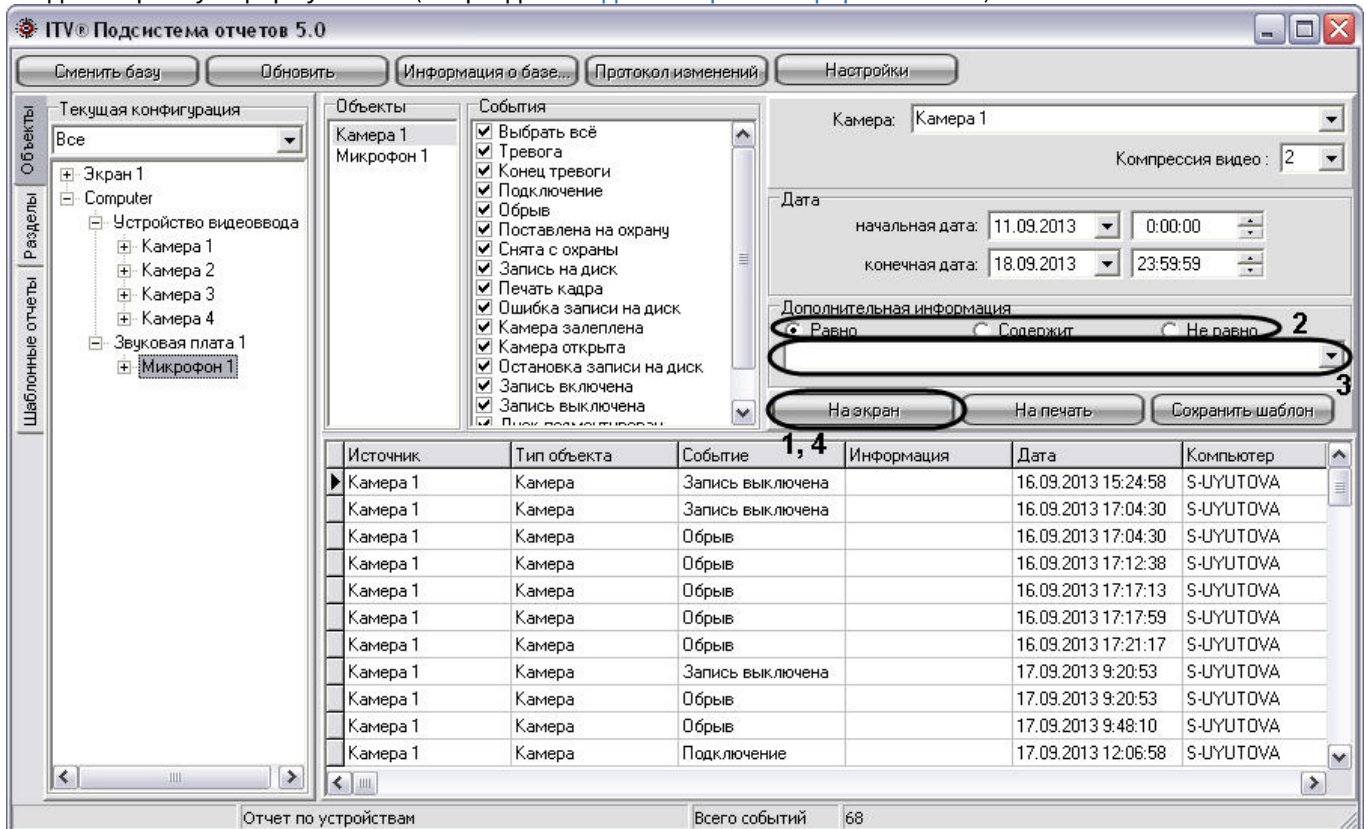 ITV® Подсистема отчетов 5.0
Сменить базу
Обновить
Информация о базе...
Протокол изменений
Настройки
Объекты
Разделы
Шаблонные отчеты
Текущая конфигурация
Все
Экран 1
Computer
Устройство видеоввода
Камера 1
Камера 2
Камера 3
Камера 4
Звуковая плата 1
Микрофон 1
Объекты
Камера 1
Микрофон 1
События
Выбрать всё
Тревога
Конец тревоги
Подключение
Обрыв
Поставлена на охрану
Снята с охраны
Запись на диск
Печать кадра
Ошибка записи на диск
Камера залеплена
Камера открыта
Остановка записи на диск
Запись включена
Запись выключена
Камера: Камера 1
Компрессия видео : 2
Дата
начальная дата: 11.09.2013 0:00:00
конечная дата: 18.09.2013 23:59:59
Дополнительная информация
Равно Содержит Не равно 2
3
На экран На печать Сохранить шаблон
1, 4
Источник Тип объекта Событие Информация Дата Компьютер
Камера 1 Камера Запись выключена 16.09.2013 15:24:58 S-UYUTOVA
Камера 1 Камера Запись выключена 16.09.2013 17:04:30 S-UYUTOVA
Камера 1 Камера Обрыв 16.09.2013 17:04:30 S-UYUTOVA
Камера 1 Камера Обрыв 16.09.2013 17:12:38 S-UYUTOVA
Камера 1 Камера Обрыв 16.09.2013 17:17:13 S-UYUTOVA
Камера 1 Камера Обрыв 16.09.2013 17:17:59 S-UYUTOVA
Камера 1 Камера Обрыв 16.09.2013 17:21:17 S-UYUTOVA
Камера 1 Камера Запись выключена 17.09.2013 9:20:53 S-UYUTOVA
Камера 1 Камера Обрыв 17.09.2013 9:20:53 S-UYUTOVA
Камера 1 Камера Обрыв 17.09.2013 9:48:10 S-UYUTOVA
Камера 1 Камера Подключение 17.09.2013 12:06:58 S-UYUTOVA
Отчет по устройствам Всего событий 68